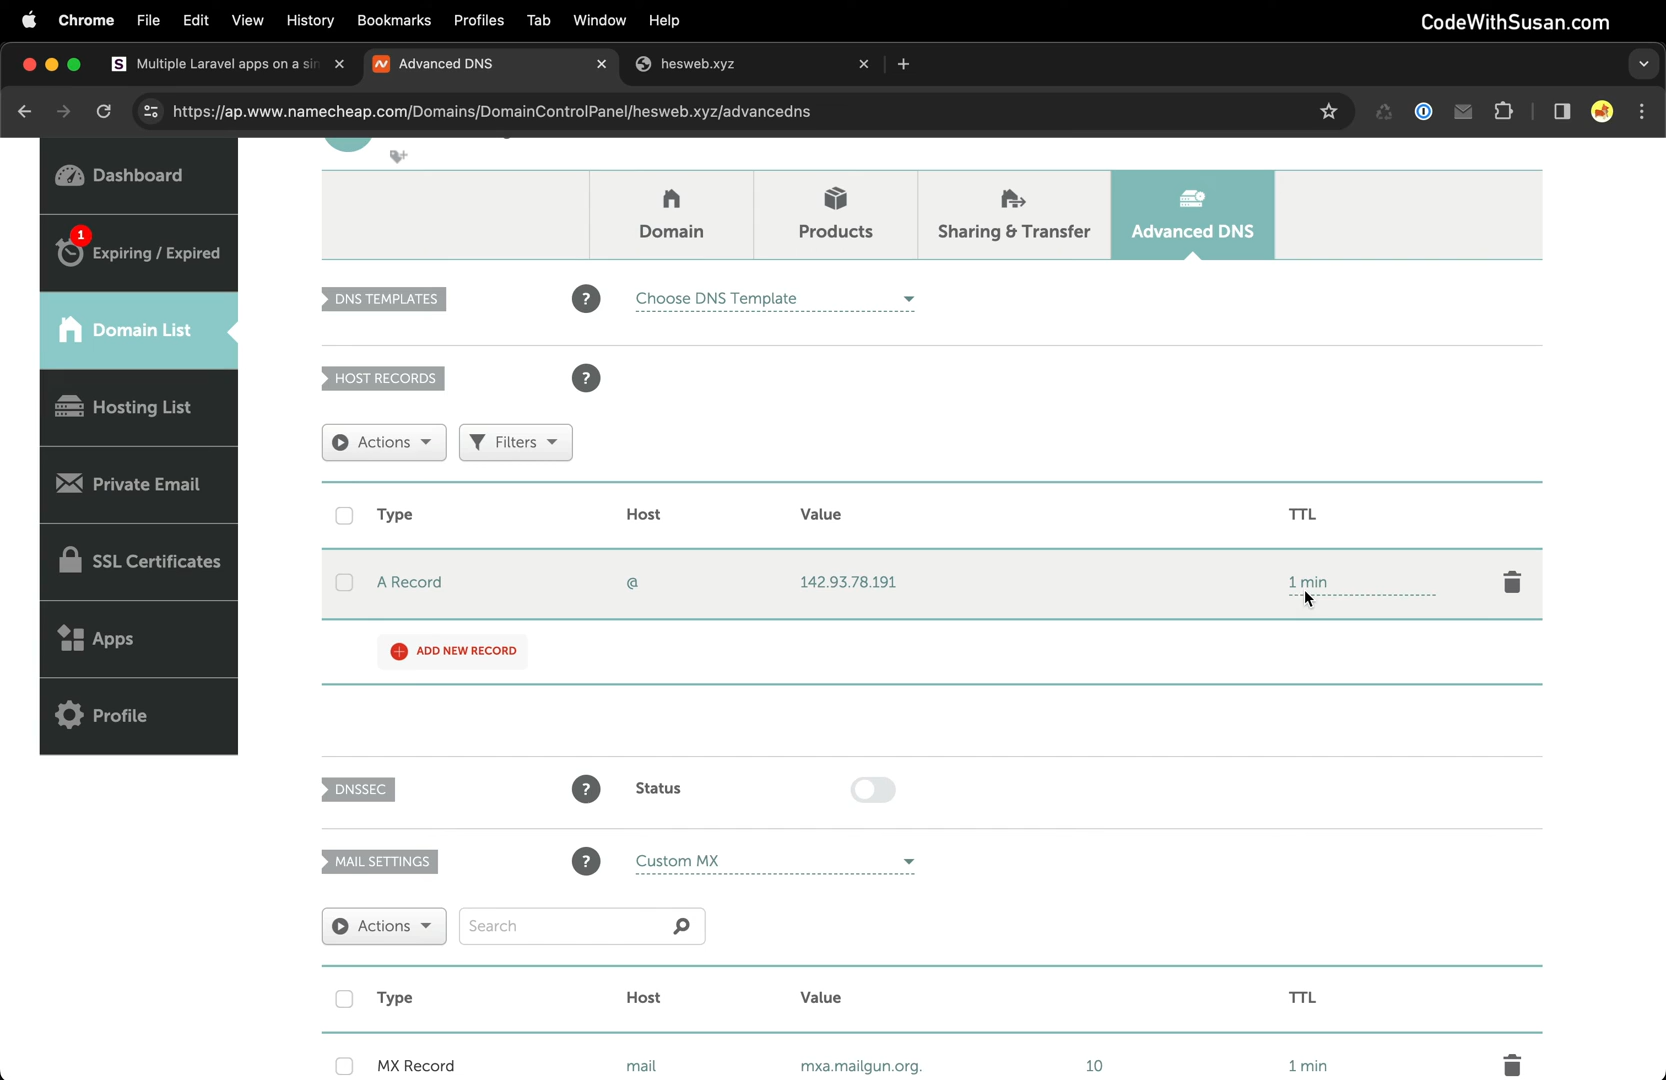 Chrome File Edit View History Bookmarks Profiles Tab Window Help CodeWithSusan.com
S Multiple Laravel apps on a sin Advanced DNS hesweb.xyz
https://ap.www.namecheap.com/Domains/DomainControlPanel/hesweb.xyz/advancedns
Dashboard
1
Expiring / Expired
Domain List
Hosting List
Private Email
SSL Certificates
Apps
Profile
Domain Products Sharing & Transfer Advanced DNS
DNS TEMPLATES ? Choose DNS Template
HOST RECORDS ?
Actions Filters
Type Host Value TTL
A Record @ 142.93.78.191 1 min
ADD NEW RECORD
DNSSEC ? Status
MAIL SETTINGS ? Custom MX
Actions Search
Type Host Value TTL
MX Record mail mxa.mailgun.org. 10 1 min